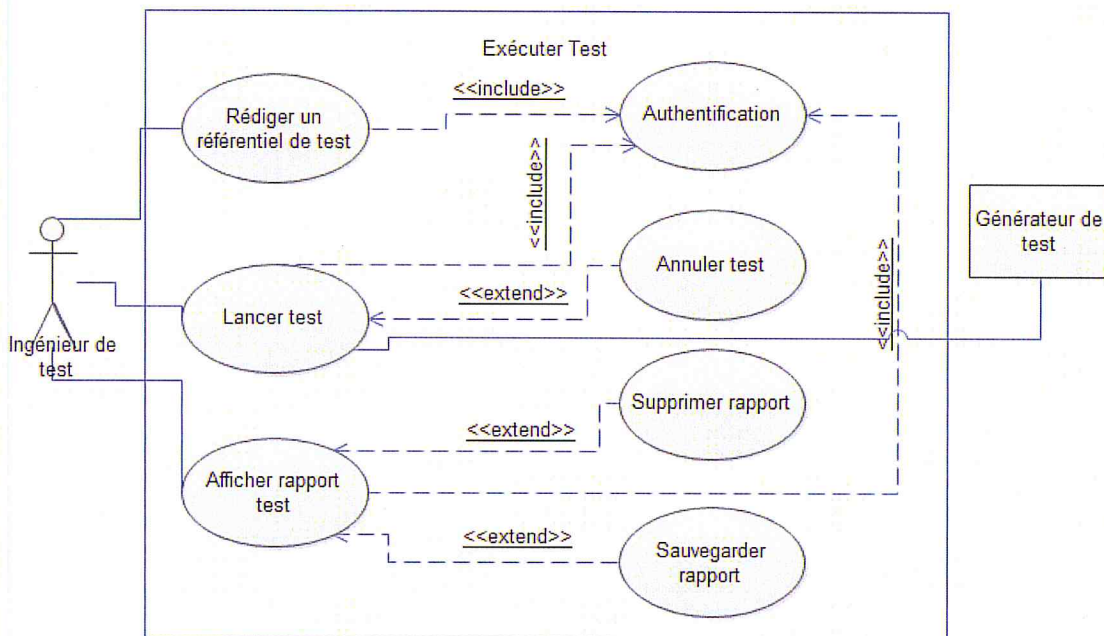 Exécuter Test
<<include>>
Rédiger un
référentiel de test
Authentification
<<include>>
Générateur de
test
Annuler test
<<extend>>
<<include>>
Lancer test
Ingénieur de
test
Supprimer rapport
<<extend>>
Afficher rapport
test
<<extend>>
Sauvegarder
rapport